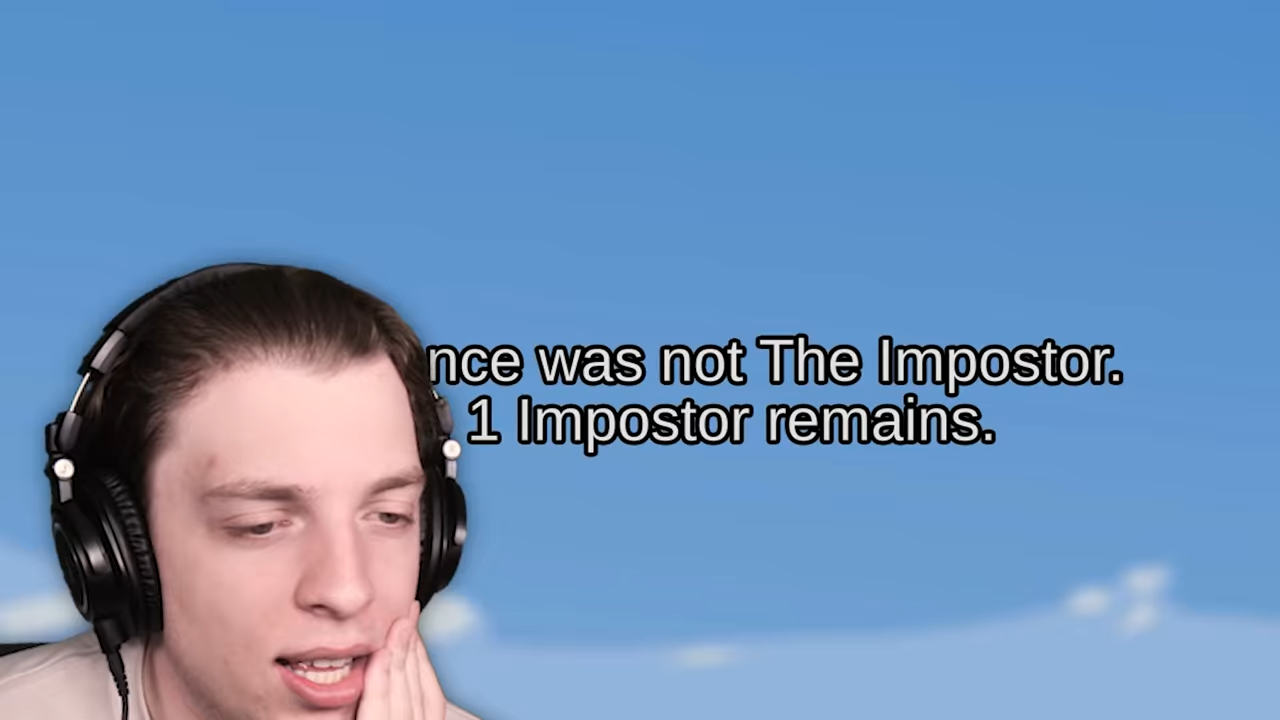 nce was not The Impostor.
1 Impostor remains.